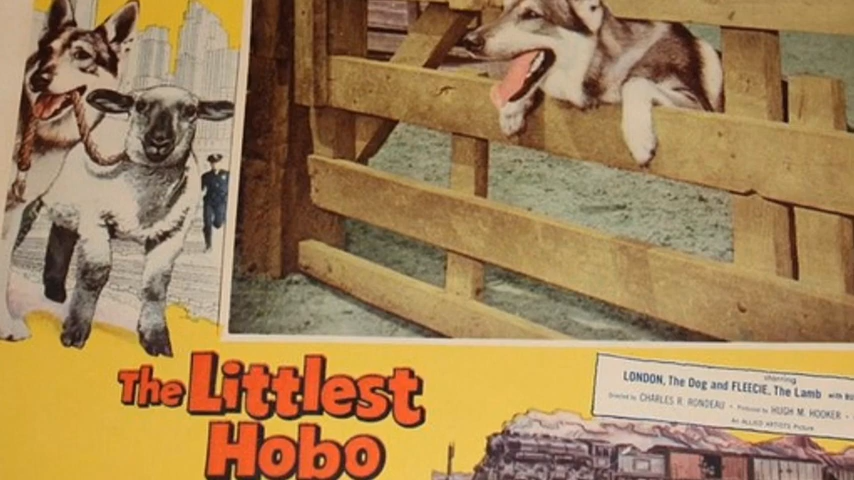 The Littlest
Hobo
starring
LONDON, The Dog and FLEECIE, The Lamb with
Directed by CHARLES R. RONDEAU • Produced by HUGH M. HOOKER •
An ALLIED ARTISTS Picture